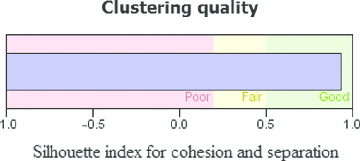 Clustering quality
Poor Fair Good
1.0 -0.5 0.0 0.5 1.0
Silhouette index for cohesion and separation